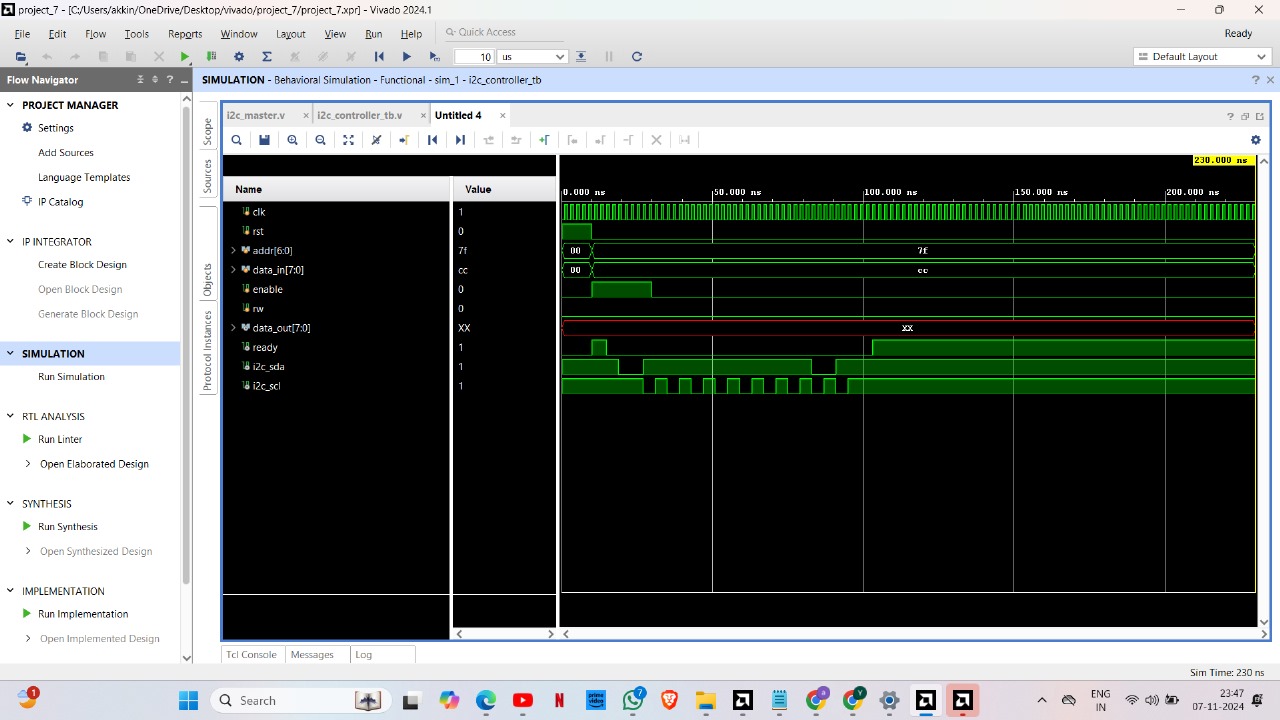 project_7 - [C:/Users/akkin/OneDrive/Desktop/vivado/project_7/project_7.xpr] - Vivado 2024.1
File Edit Flow Tools Reports Window Layout View Run Help Quick Access Ready
10 us Default Layout
Flow Navigator ? SIMULATION - Behavioral Simulation - Functional - sim_1 - i2c_controller_tb ?
PROJECT MANAGER
Settings
Add Sources
Language Templates
IP Catalog
IP INTEGRATOR
Create Block Design
Open Block Design
Generate Block Design
SIMULATION
Run Simulation
RTL ANALYSIS
Run Linter
Open Elaborated Design
SYNTHESIS
Run Synthesis
Open Synthesized Design
IMPLEMENTATION
Run Implementation
Open Implemented Design
Scope
Sources
Objects
Protocol Instances
i2c_master.v i2c_controller_tb.v Untitled 4 ?
230.000 ns
Name Value 0.000 ns 50.000 ns 100.000 ns 150.000 ns 200.000 ns
clk 1
rst 0
addr[6:0] 7f 00 7f
data_in[7:0] cc 00 cc
enable 0
rw 0
data_out[7:0] XX XX
ready 1
i2c_sda 1
i2c_scl 1
Tcl Console Messages Log
Sim Time: 230 ns
1 Search 7 ENG 23:47
IN 07-11-2024